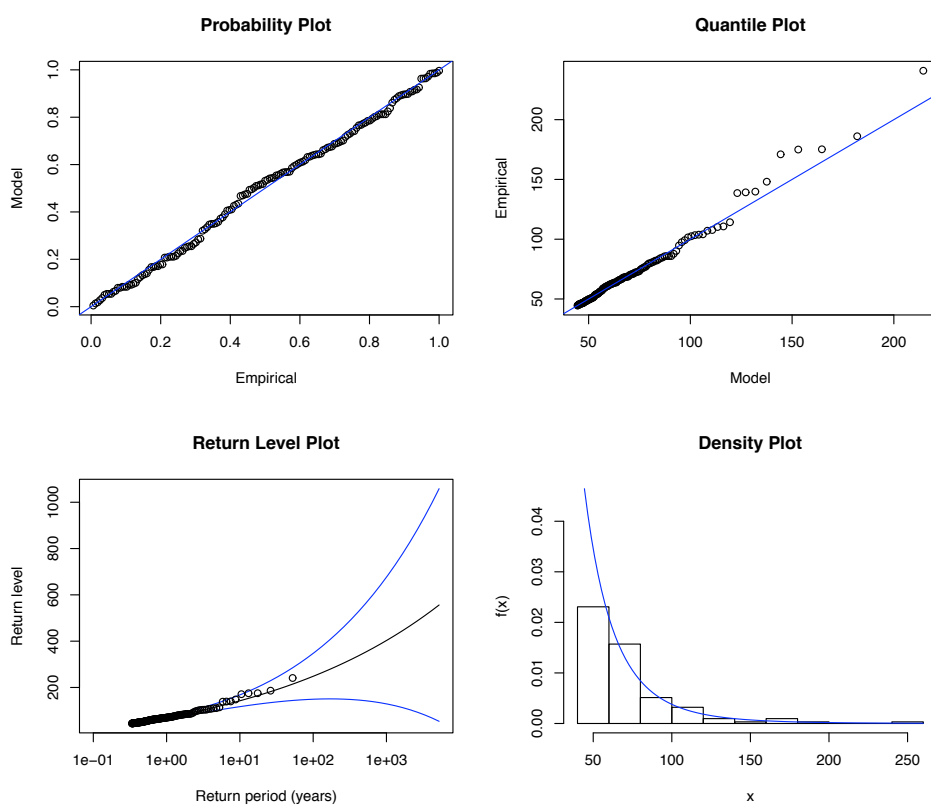 Probability Plot
Model
0.0 0.2 0.4 0.6 0.8 1.0
0.0 0.2 0.4 0.6 0.8 1.0
Empirical
Quantile Plot
Empirical
50 100 150 200
50 100 150 200
Model
Return Level Plot
Return level
200 400 600 800 1000
1e−01 1e+00 1e+01 1e+02 1e+03
Return period (years)
Density Plot
f(x)
0.00 0.01 0.02 0.03 0.04
50 100 150 200 250
x